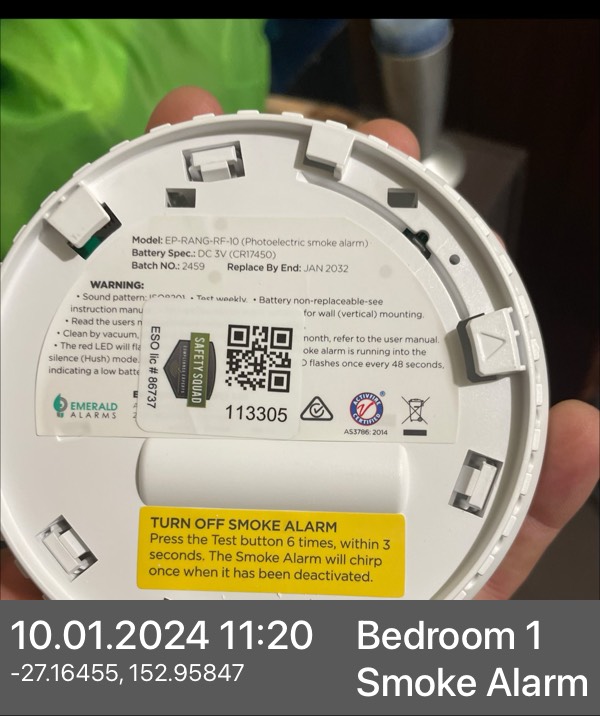 Model: EP-RANG-RF-10 (Photoelectric smoke alarm)
Battery Spec.: DC 3V (CR17450)
Batch NO.: 2459 Replace By End: JAN 2032
WARNING:
• Sound pattern: • Test weekly. • Battery non-replaceable-see
instruction for wall (vertical) mounting.
• Read the users
• Clean by vacuum, month, refer to the user manual.
• The red LED will alarm is running into the
silence (Hush) mode. flashes once every 48 seconds,
indicating a low
ESO lic # 86737
SAFETY SQUAD
113305
EMERALD
ALARMS
ACTIVFIRE
CERTIFIED
AS3786: 2014
TURN OFF SMOKE ALARM
Press the Test button 6 times, within 3
seconds. The Smoke Alarm will chirp
once when it has been deactivated.
10.01.2024 11:20
-27.16455, 152.95847
Bedroom 1
Smoke Alarm